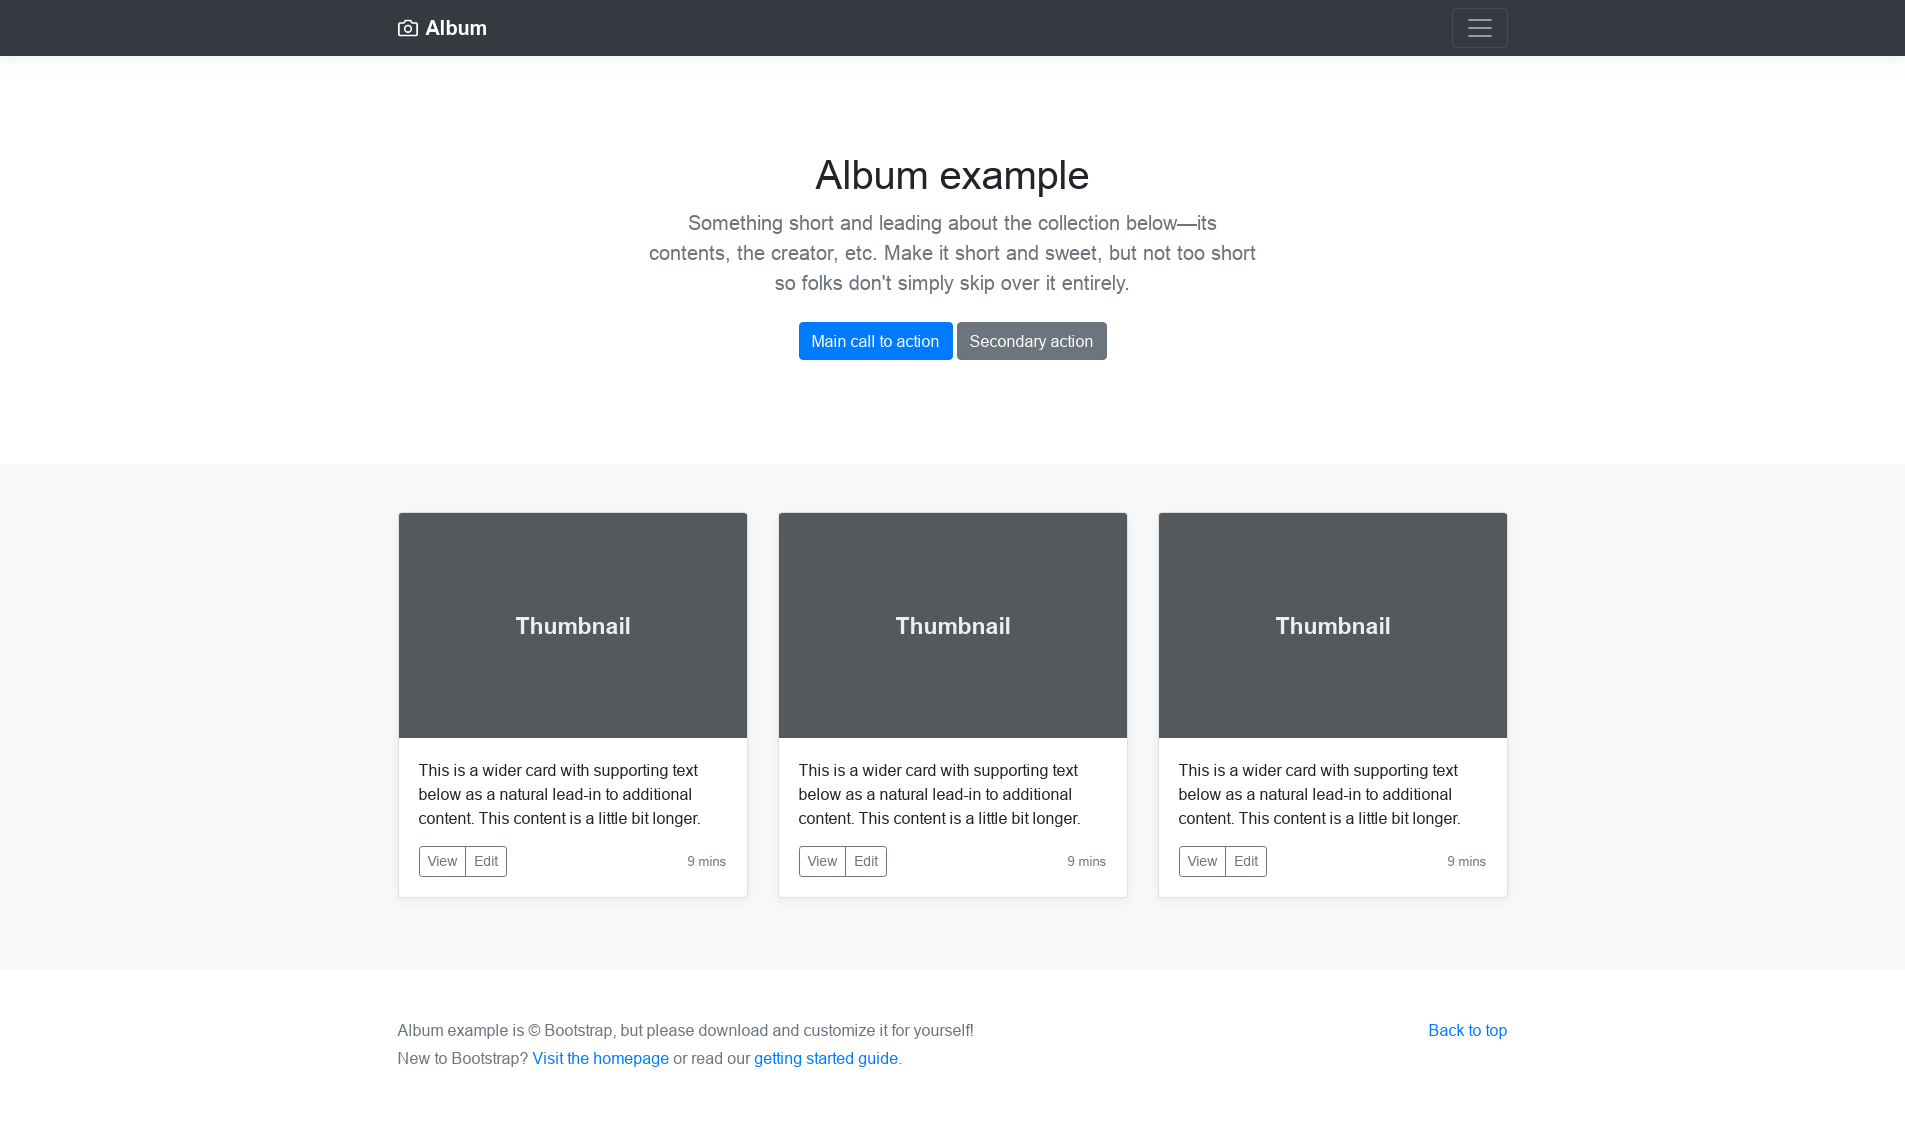 Album
Album example
Something short and leading about the collection below—its
contents, the creator, etc. Make it short and sweet, but not too short
so folks don't simply skip over it entirely.
Main call to action
Secondary action
Thumbnail
This is a wider card with supporting text
below as a natural lead-in to additional
content. This content is a little bit longer.
View Edit 9 mins
Thumbnail
This is a wider card with supporting text
below as a natural lead-in to additional
content. This content is a little bit longer.
View Edit 9 mins
Thumbnail
This is a wider card with supporting text
below as a natural lead-in to additional
content. This content is a little bit longer.
View Edit 9 mins
Album example is © Bootstrap, but please download and customize it for yourself!
New to Bootstrap? Visit the homepage or read our getting started guide.
Back to top